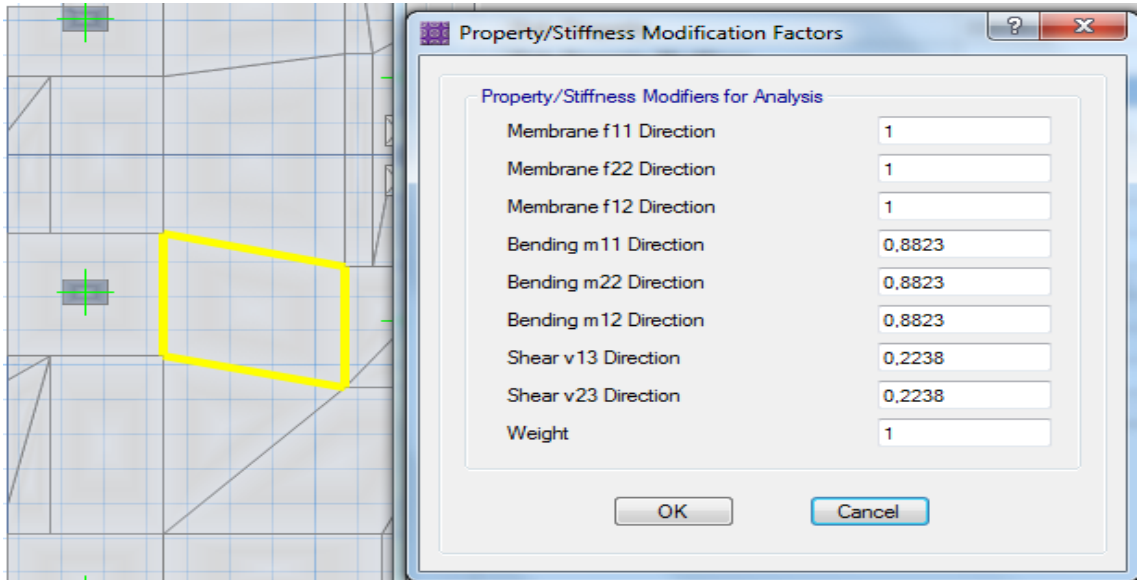 Property/Stiffness Modification Factors
?
X
Property/Stiffness Modifiers for Analysis
Membrane f11 Direction 1
Membrane f22 Direction 1
Membrane f12 Direction 1
Bending m11 Direction 0,8823
Bending m22 Direction 0,8823
Bending m12 Direction 0,8823
Shear v13 Direction 0,2238
Shear v23 Direction 0,2238
Weight 1
OK Cancel